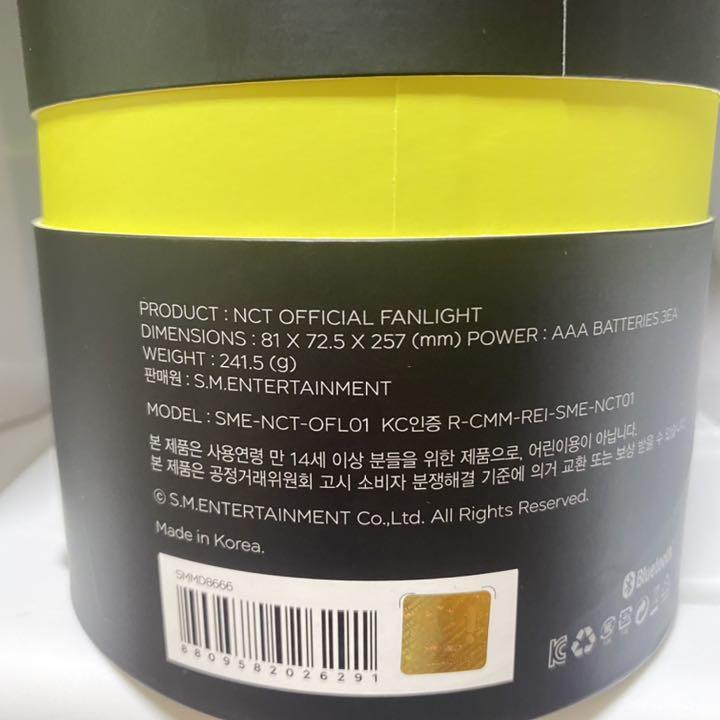 PRODUCT : NCT OFFICIAL FANLIGHT
DIMENSIONS : 81 X 72.5 X 257 (mm) POWER : AAA BATTERIES 3EA
WEIGHT : 241.5 (g)
판매원 : S.M.ENTERTAINMENT
MODEL : SME-NCT-OFL01 KC인증 R-CMM-REI-SME-NCT01
본 제품은 사용연령 만 14세 이상 분들을 위한 제품으로, 어린이용이 아닙니다.
본 제품은 공정거래위원회 고시 소비자 분쟁해결 기준에 의거 교환 또는 보상 받을 수 있습니다.
© S.M.ENTERTAINMENT Co.,Ltd. All Rights Reserved.
Made in Korea.
Bluetooth
SMMD8666
8809582026291